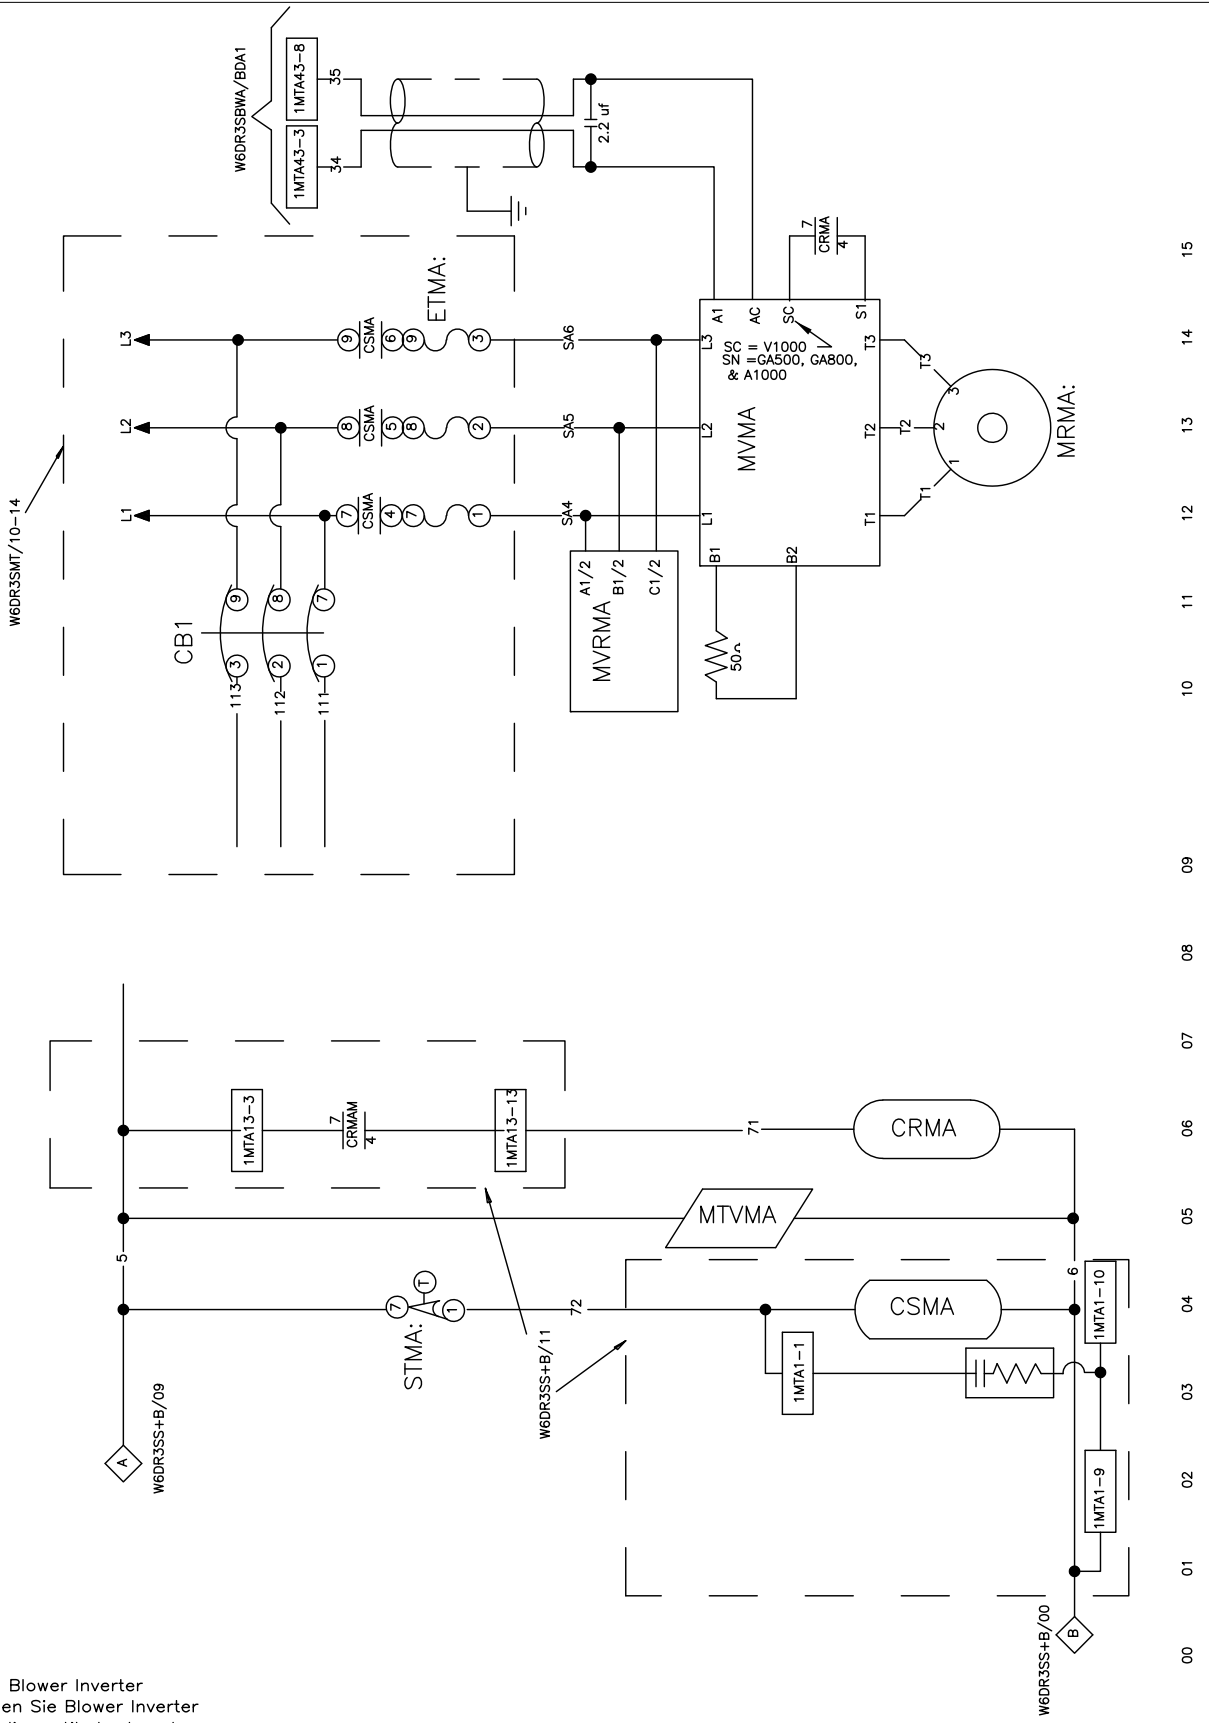 W6DR3SBWA/BDA1
1MTA43-3
1MTA43-8
34
35
2.2 uf
W6DR3SMT/10-14
L1
L2
L3
CB1
113
112
111
3
2
1
9
8
7
7
CSMA
4
7
1
8
CSMA
5
8
2
9
CSMA
6
9
3
ETMA:
SA4
SA5
SA6
MVRMA
A1/2
B1/2
C1/2
50
L1
L2
L3
A1
AC
SC
S1
B1
B2
SC = V1000
SN =GA500, GA800,
& A1000
MVMA
T1
T2
T3
T1
T2
T3
1
2
3
MRMA:
7
CRMA
4
15
14
13
12
11
10
09
08
07
06
05
04
03
02
01
00
1MTA13-3
7
CRMAM
4
1MTA13-13
71
CRMA
MTVMA
5
STMA:
7
T
1
72
CSMA
6
1MTA1-10
1MTA1-1
1MTA1-9
W6DR3SS+B/11
W6DR3SS+B/09
A
W6DR3SS+B/00
B
Blower Inverter
en Sie Blower Inverter